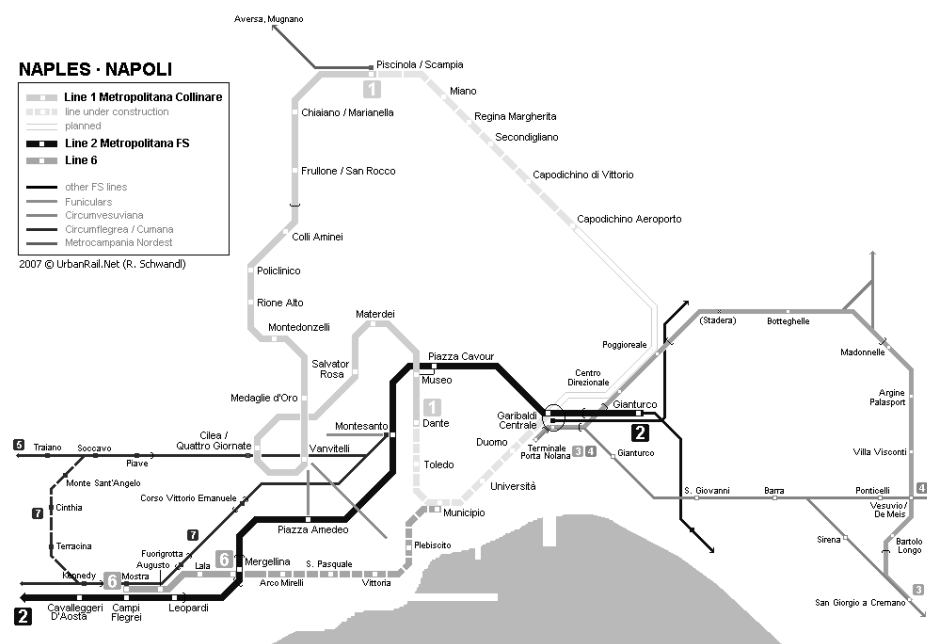 Aversa, Mugnano
NAPLES · NAPOLI
Line 1 Metropolitana Collinare
line under construction
planned
Line 2 Metropolitana FS
Line 6
other FS lines
Funiculars
Circumvesuviana
Circumflegrea / Cumana
Metrocampania Nordest
2007 © UrbanRail.Net (R. Schwandl)
Piscinola / Scampia
1
Miano
Chiaiano / Marianella
Regina Margherita
Secondigliano
Frullone / San Rocco
Capodichino di Vittorio
Capodichino Aeroporto
Colli Aminei
Policlinico
Rione Alto
Materdei
Montedonzelli
(Stadera)
Botteghelle
Poggioreale
Madonnelle
Piazza Cavour
Salvator
Rosa
Museo
Centro
Direzionale
Medaglie d'Oro
1
Argine
Palasport
Gianturco
Garibaldi
Centrale
2
Montesanto
Dante
Cilea /
Quattro Giornate
Vanvitelli
Duomo
Terminale
Porta Nolana
3
4
Gianturco
5
Traiano
Soccavo
Piave
Villa Visconti
Toledo
Monte Sant'Angelo
Università
S. Giovanni
Barra
Ponticelli
4
Corso Vittorio Emanuele
Vesuvio/
De Meis
7
Cinthia
Municipio
Piazza Amedeo
7
Sirena
Bartolo
Longo
Terracina
Plebiscito
Fuorigrotta
Augusto
6
Mergellina
Kennedy
6
Mostra
Lala
S. Pasquale
Arco Mirelli
Vittoria
3
San Giorgio a Cremano
2
Cavalleggeri
D'Aosta
Campi
Flegrei
Leopardi